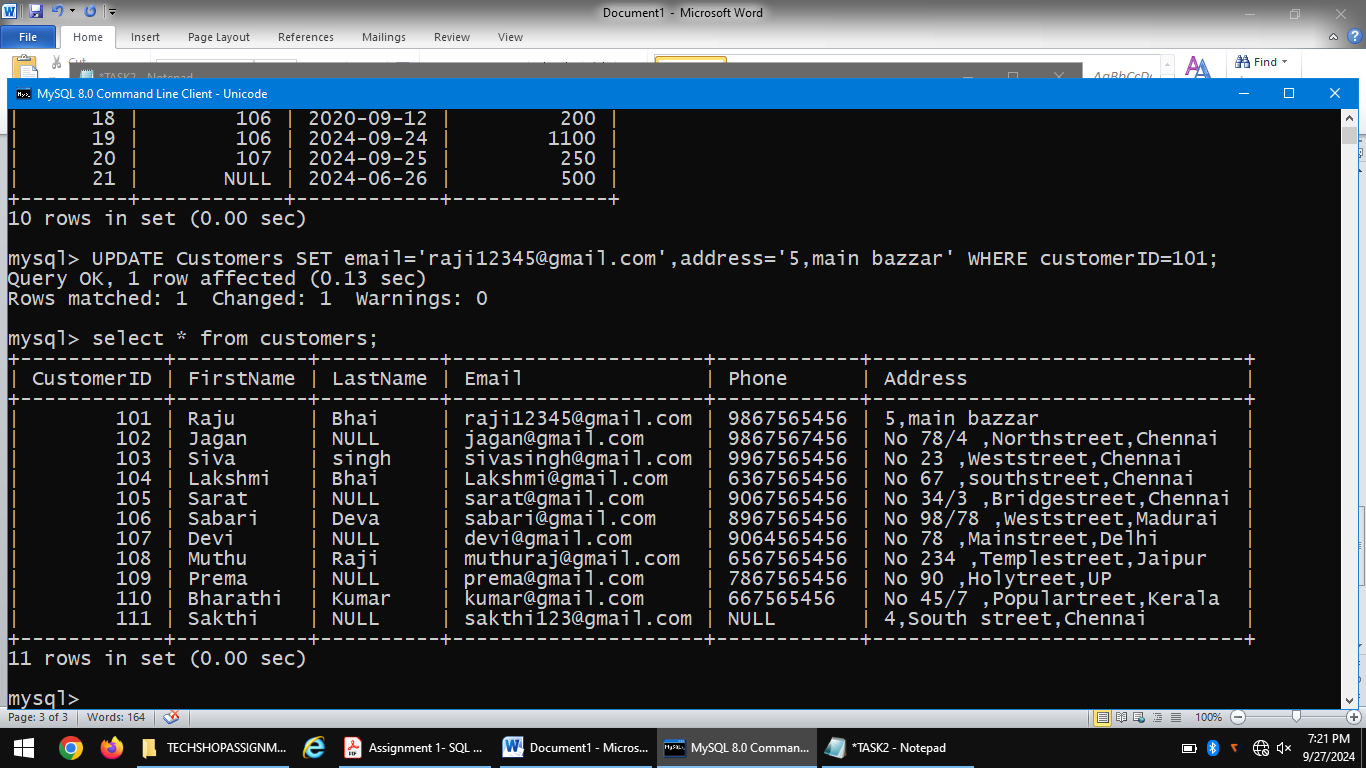 Document1 - Microsoft Word
File Home Insert Page Layout References Mailings Review View
Cut
*TASK2 - Notepad
AaBbCcDc
Find
MySQL 8.0 Command Line Client - Unicode
| 18 | 106 | 2020-09-12 | 200 |
| 19 | 106 | 2024-09-24 | 1100 |
| 20 | 107 | 2024-09-25 | 250 |
| 21 | NULL | 2024-06-26 | 500 |
+---------+------------+------------+-------------+
10 rows in set (0.00 sec)
mysql> UPDATE Customers SET email='raji12345@gmail.com',address='5,main bazzar' WHERE customerID=101;
Query OK, 1 row affected (0.13 sec)
Rows matched: 1  Changed: 1  Warnings: 0
mysql> select * from customers;
+------------+-----------+----------+---------------------+------------+-------------------------------+
| CustomerID | FirstName | LastName | Email | Phone | Address |
+------------+-----------+----------+---------------------+------------+-------------------------------+
| 101 | Raju | Bhai | raji12345@gmail.com | 9867565456 | 5,main bazzar |
| 102 | Jagan | NULL | jagan@gmail.com | 9867567456 | No 78/4 ,Northstreet,Chennai |
| 103 | Siva | singh | sivasingh@gmail.com | 9967565456 | No 23 ,Weststreet,Chennai |
| 104 | Lakshmi | Bhai | Lakshmi@gmail.com | 6367565456 | No 67 ,southstreet,Chennai |
| 105 | Sarat | NULL | sarat@gmail.com | 9067565456 | No 34/3 ,Bridgestreet,Chennai |
| 106 | Sabari | Deva | sabari@gmail.com | 8967565456 | No 98/78 ,Weststreet,Madurai |
| 107 | Devi | NULL | devi@gmail.com | 9064565456 | No 78 ,Mainstreet,Delhi |
| 108 | Muthu | Raji | muthuraj@gmail.com | 6567565456 | No 234 ,Templestreet,Jaipur |
| 109 | Prema | NULL | prema@gmail.com | 7867565456 | No 90 ,Holytreet,UP |
| 110 | Bharathi | Kumar | kumar@gmail.com | 667565456 | No 45/7 ,Populartreet,Kerala |
| 111 | Sakthi | NULL | sakthi123@gmail.com | NULL | 4,South street,Chennai |
+------------+-----------+----------+---------------------+------------+-------------------------------+
11 rows in set (0.00 sec)
mysql>
Page: 3 of 3 Words: 164 100%
TECHSHOPASSIGNM... Assignment 1- SQL ... Document1 - Micros... MySQL 8.0 Comman... *TASK2 - Notepad
7:21 PM
9/27/2024